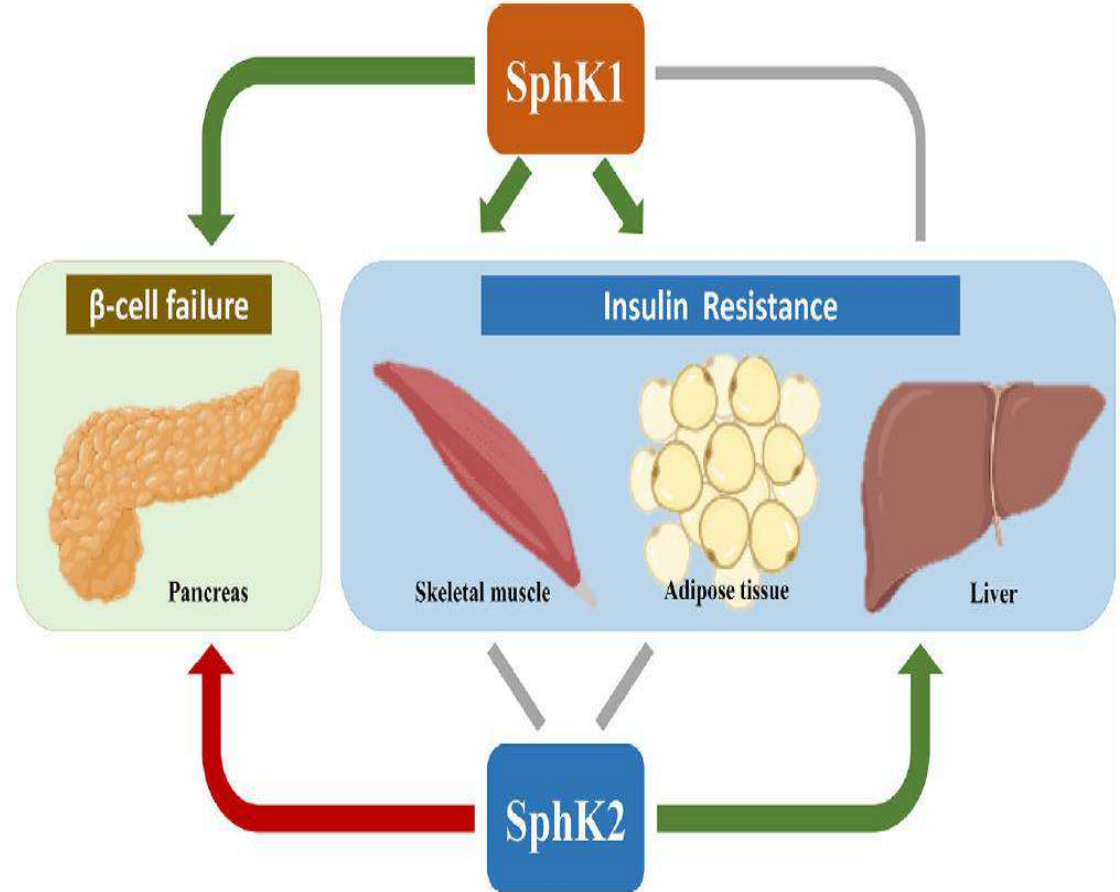 SphK1
β-cell failure
Insulin Resistance
Pancreas
Skeletal muscle
Adipose tissue
Liver
SphK2